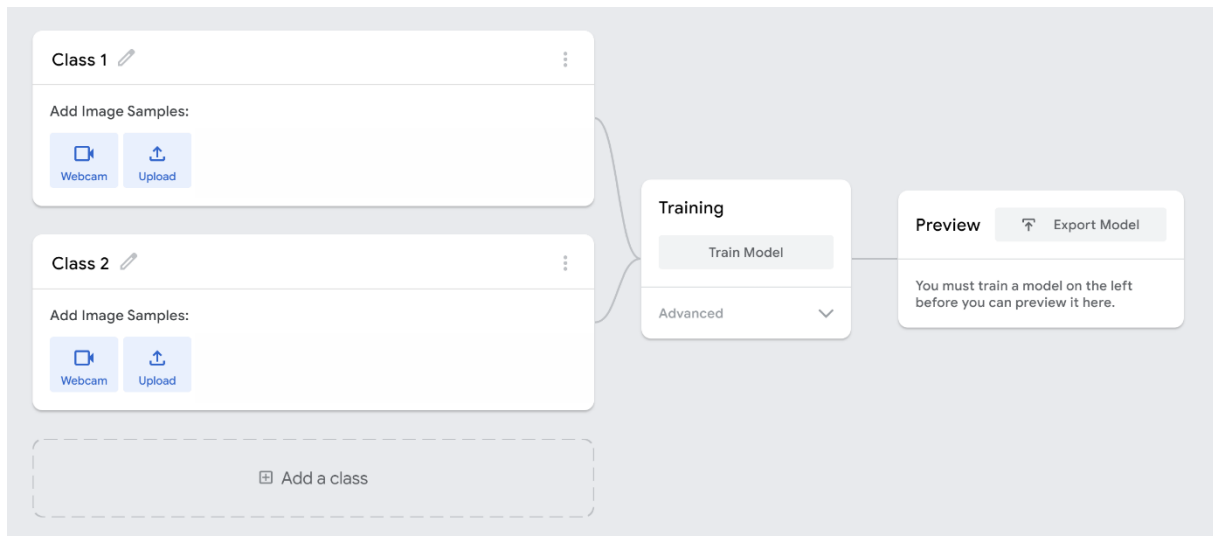 Class 1
Add Image Samples:
Webcam
Upload
Class 2
Add Image Samples:
Webcam
Upload
Add a class
Training
Train Model
Advanced
Preview
Export Model
You must train a model on the left
before you can preview it here.